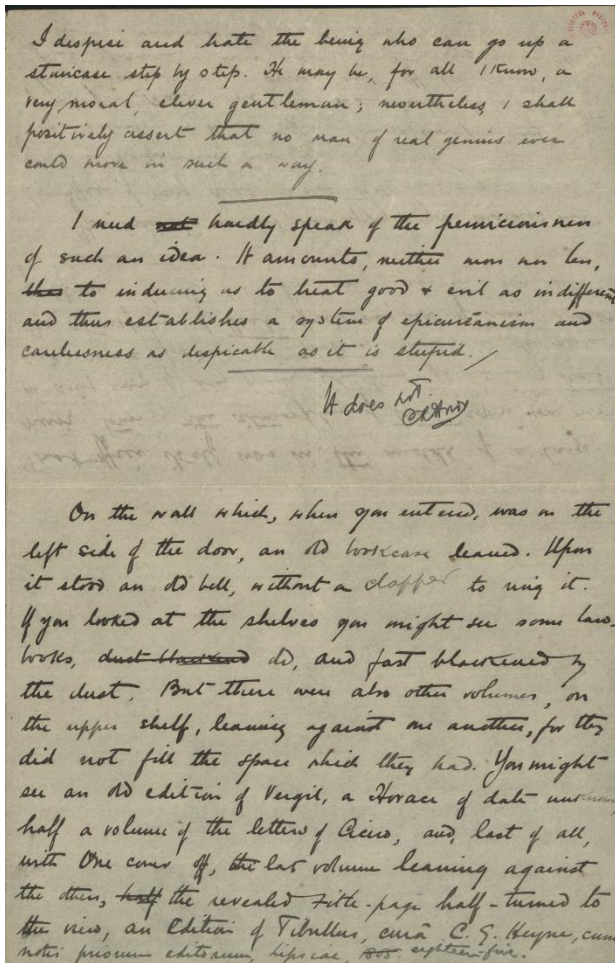 I despise and hate the being who can go up a
staircase step by step. He may be, for all I know, a
very moral, clever gentleman; nevertheless, I shall
positively assert that no man of real genius ever
could move in such a way.
I need not hardly speak of the perniciousness
of such an idea. It amounts, neither more nor less,
to inducing us to treat good & evil as indifferent
and thus establishes a system of epicureanism and
carelessness as despicable as it is stupid.
It does not.
On the wall which, when you entered, was on the
left side of the door, an old bookcase leaned. Upon
it stood an old bell, without a clapper to ring it.
If you looked at the shelves you might see some law-
books, dust blackened old, and fast blackened by
the dust. But there were also other volumes, on
the upper shelf, leaning against one another, for they
did not fill the space which they had. You might
see an old edition of Vergil, a Horace of date unknown,
half a volume of the letters of Cicero, and, last of all,
with One cover off, the last volume leaning against
the others, half the revealed title-page half-turned to
the view, an Edition of Tibullus, curâ C. G. Heyne, cum
notis priorum editorum, Lipsiae, 805. eighteen-five.